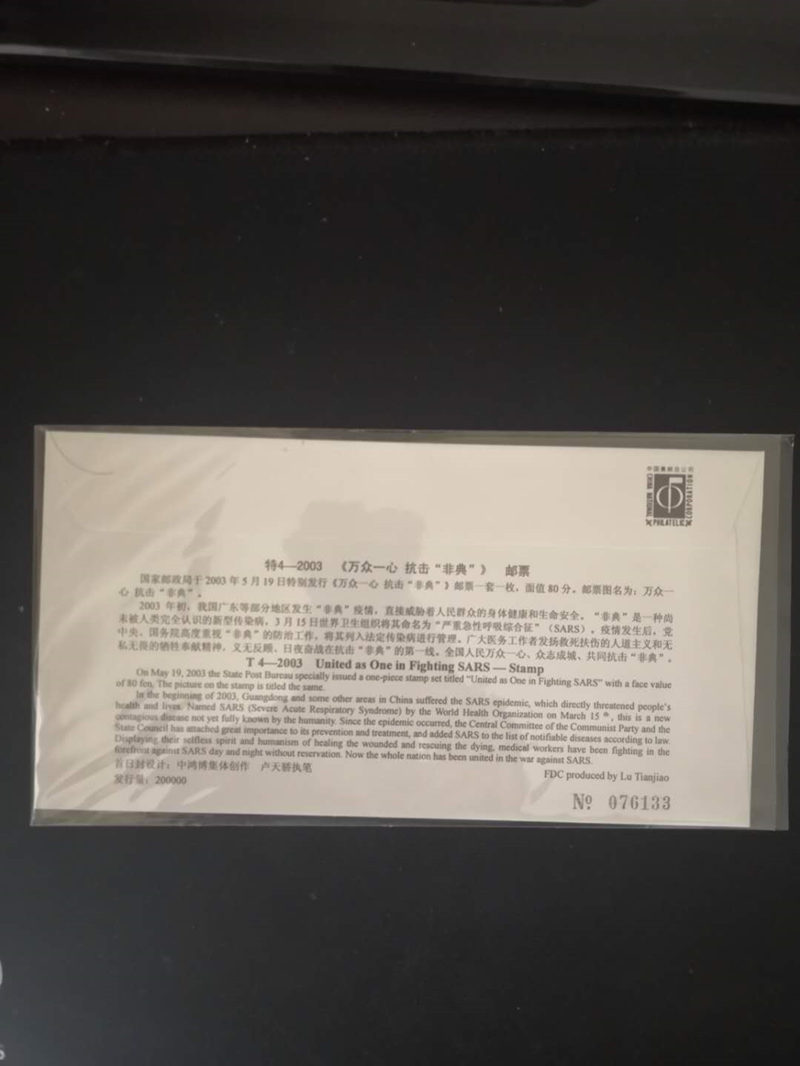 中国集邮总公司
CHINA NATIONAL
PHILATELIC
CORPORATION
特4—2003 《万众一心 抗击“非典”》 邮票
国家邮政局于2003年5月19日特别发行《万众一心 抗击“非典”》邮票一套一枚，面值80分。邮票图名为：万众一
心 抗击“非典”。
2003年初，我国广东等部分地区发生“非典”疫情，直接威胁着人民群众的身体健康和生命安全。“非典”是一种尚
未被人类完全认识的新型传染病，3月15日世界卫生组织将其命名为“严重急性呼吸综合征”（SARS）。疫情发生后，党
中央、国务院高度重视“非典”的防治工作，将其列入法定传染病进行管理。广大医务工作者发扬救死扶伤的人道主义和无
私无畏的牺牲奉献精神，义无反顾、日夜奋战在抗击“非典”的第一线。全国人民万众一心、众志成城、共同抗击“非典”。
T 4—2003 United as One in Fighting SARS — Stamp
On May 19, 2003 the State Post Bureau specially issued a one-piece stamp set titled "United as One in Fighting SARS" with a face value
of 80 fen. The picture on the stamp is titled the same.
In the beginning of 2003, Guangdong and some other areas in China suffered the SARS epidemic, which directly threatened people's
health and lives. Named SARS (Severe Acute Respiratory Syndrome) by the World Health Organization on March 15 th, this is a new
contagious disease not yet fully known by the humanity. Since the epidemic occurred, the Central Committee of the Communist Party and the
State Council has attached great importance to its prevention and treatment, and added SARS to the list of notifiable diseases according to law.
Displaying their selfless spirit and humanism of healing the wounded and rescuing the dying, medical workers have been fighting in the
forefront against SARS day and night without reservation. Now the whole nation has been united in the war against SARS.
首日封设计：中鸿博集体创作 卢天骄执笔
FDC produced by Lu Tianjiao
发行量：200000
№ 076133